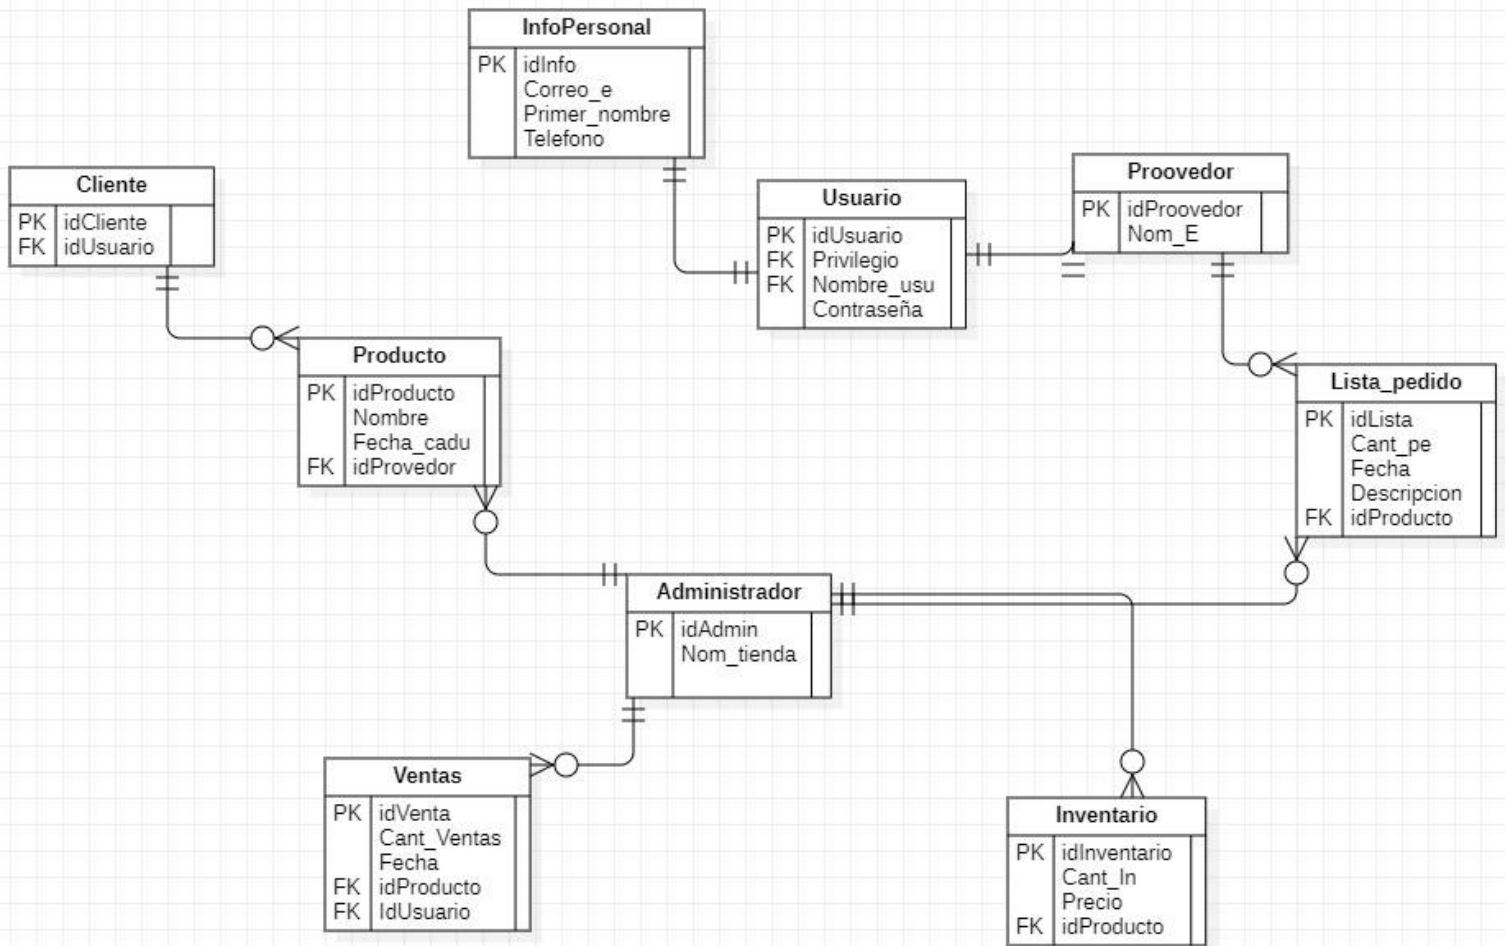 InfoPersonal
PK idInfo
Correo_e
Primer_nombre
Telefono
Cliente
PK idCliente
FK idUsuario
Usuario
PK idUsuario
FK Privilegio
FK Nombre_usu
Contraseña
Proovedor
PK idProovedor
Nom_E
Producto
PK idProducto
Nombre
Fecha_cadu
FK idProvedor
Lista_pedido
PK idLista
Cant_pe
Fecha
Descripcion
FK idProducto
Administrador
PK idAdmin
Nom_tienda
Ventas
PK idVenta
Cant_Ventas
Fecha
FK idProducto
FK IdUsuario
Inventario
PK idInventario
Cant_In
Precio
FK idProducto